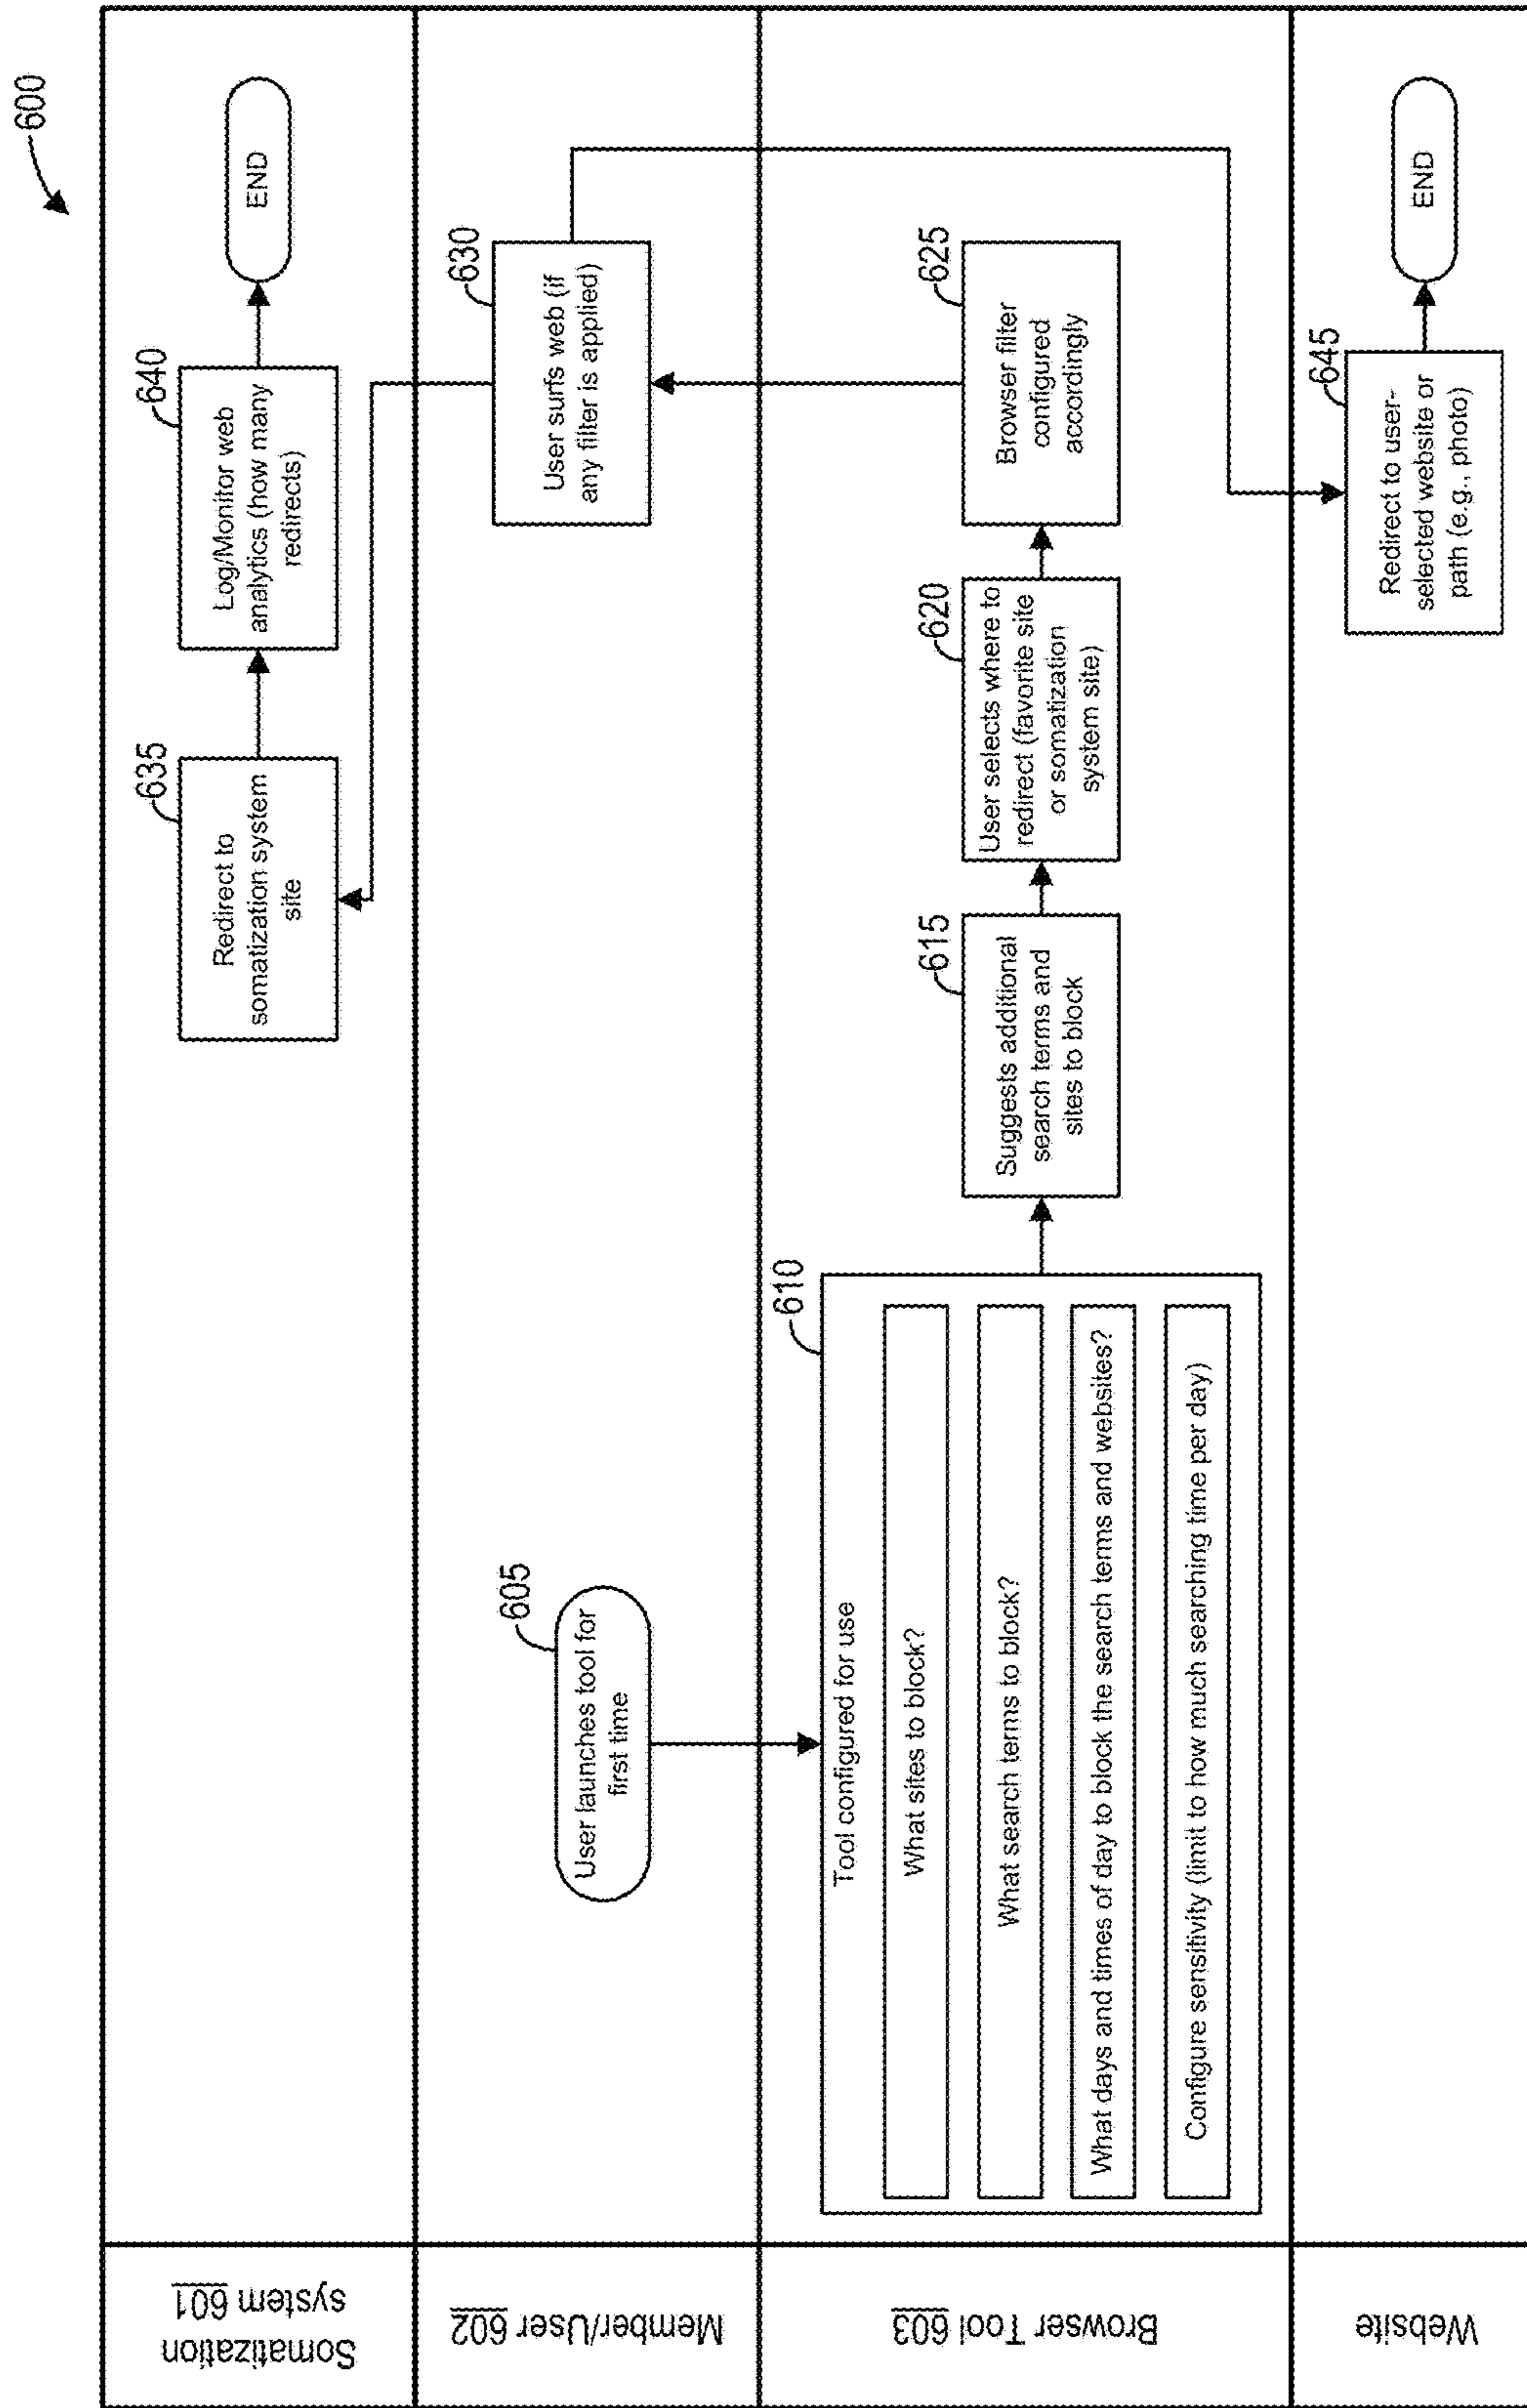 600
Somatization
system 601
635
Redirect to
somatization system
site
640
Log/Monitor web
analytics (how many
redirects)
END
Member/User 602
605
User launches tool for
first time
630
User surfs web (if
any filter is applied)
Browser Tool 603
610
Tool configured for use
What sites to block?
What search terms to block?
What days and times of day to block the search terms and websites?
Configure sensitivity (limit to how much searching time per day)
615
Suggests additional
search terms and
sites to block
620
User selects where to
redirect (favorite site
or somatization
system site)
625
Browser filter
configured
accordingly
Website
645
Redirect to user-
selected website or
path (e.g., photo)
END